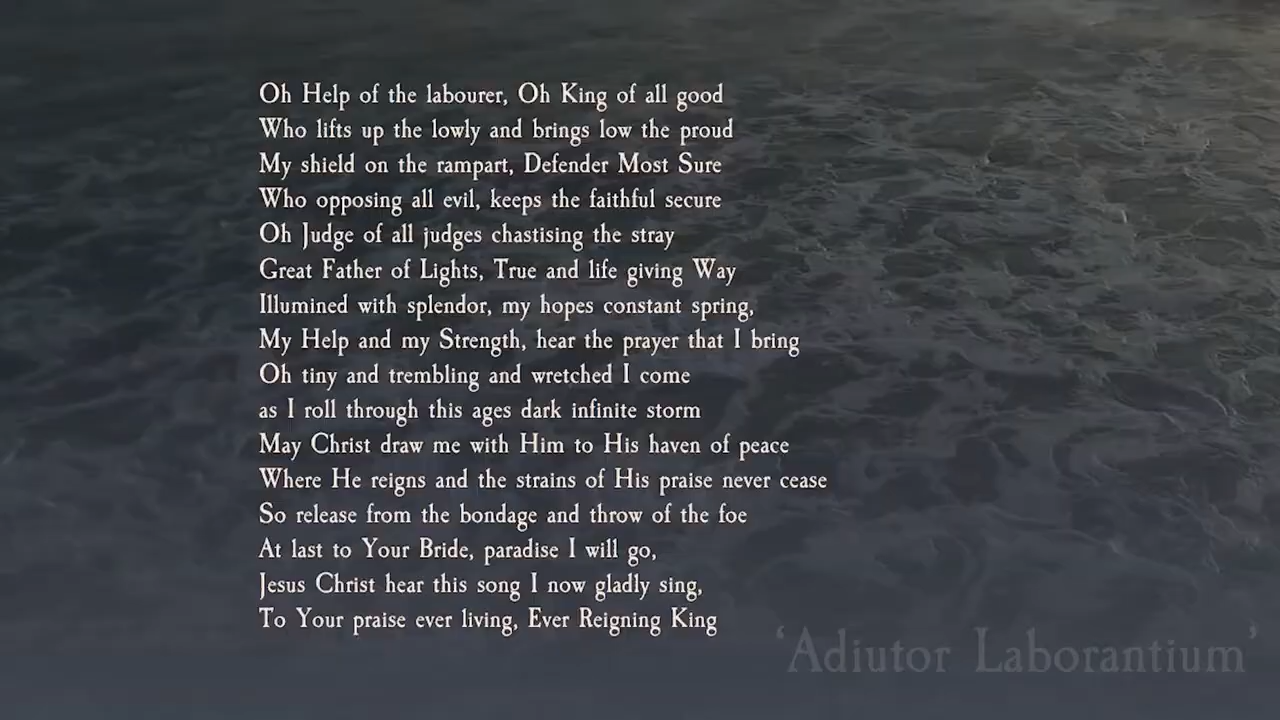 Oh Help of the labourer, Oh King of all good
Who lifts up the lowly and brings low the proud
My shield on the rampart, Defender Most Sure
Who opposing all evil, keeps the faithful secure
Oh Judge of all judges chastising the stray
Great Father of Lights, True and life giving Way
Illumined with splendor, my hopes constant spring,
My Help and my Strength, hear the prayer that I bring
Oh tiny and trembling and wretched I come
as I roll through this ages dark infinite storm
May Christ draw me with Him to His haven of peace
Where He reigns and the strains of His praise never cease
So release from the bondage and throw of the foe
At last to Your Bride, paradise I will go,
Jesus Christ hear this song I now gladly sing,
To Your praise ever living, Ever Reigning King
‘Adiutor Laborantium’